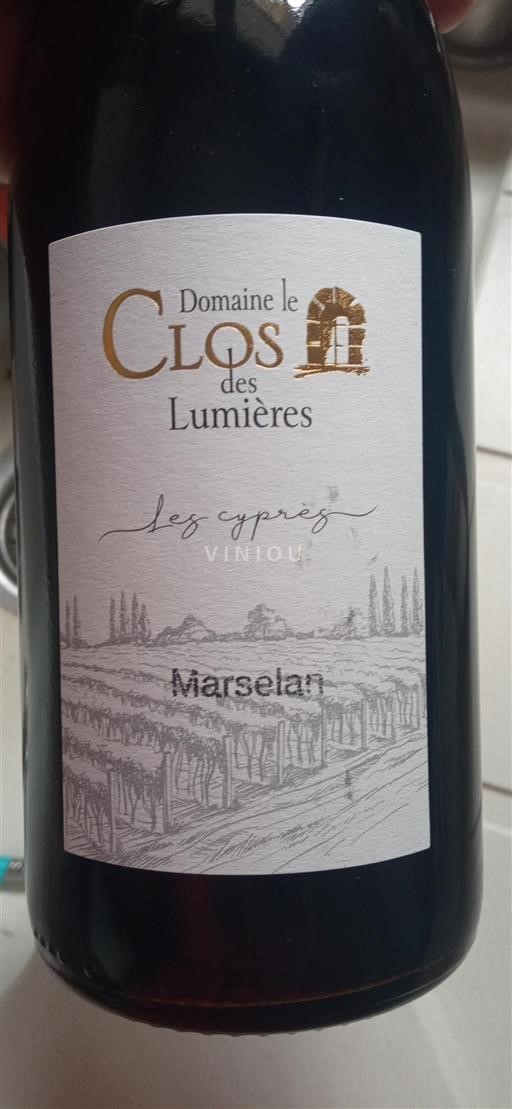 Domaine le
CLOS
des
Lumières
Les cyprès
VINIOU
Marselan